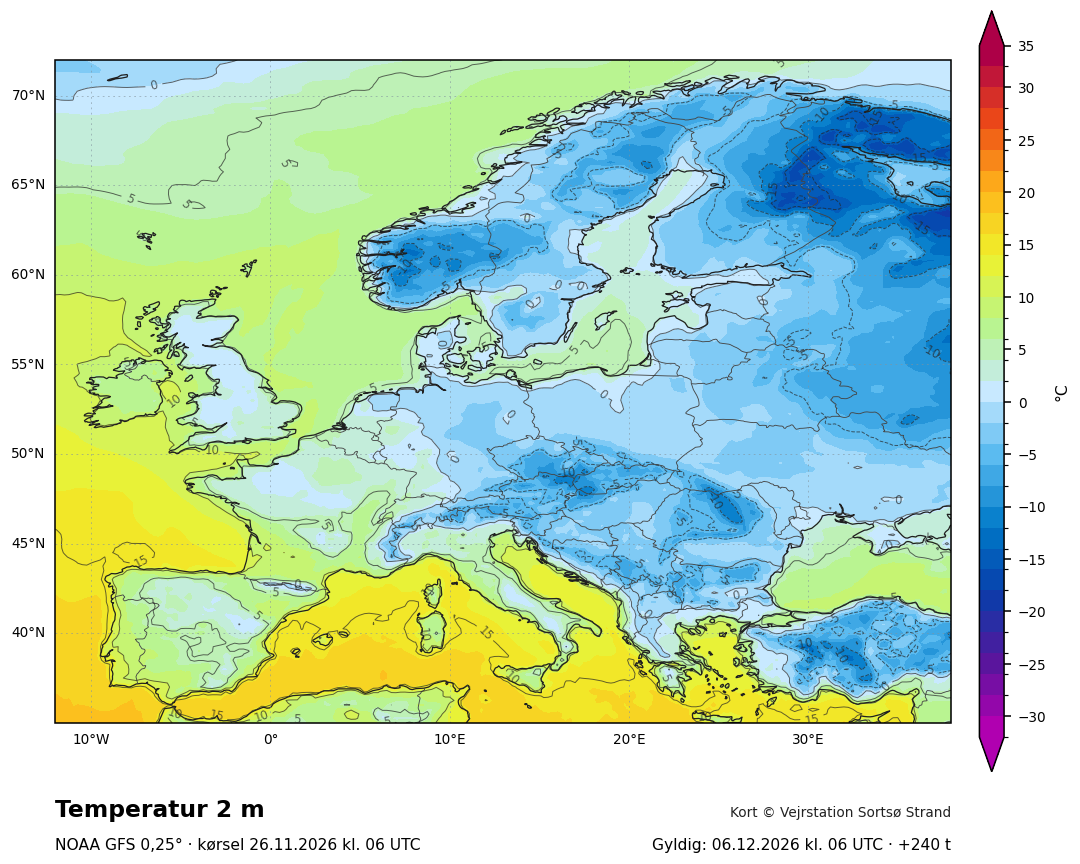 35
30
25
20
15
10
5
0
−5
−10
−15
−20
−25
−30
°C
70°N
65°N
60°N
55°N
50°N
45°N
40°N
10°W 0° 10°E 20°E 30°E
Temperatur 2 m
Kort © Vejrstation Sortsø Strand
NOAA GFS 0,25° · kørsel 26.11.2026 kl. 06 UTC
Gyldig: 06.12.2026 kl. 06 UTC · +240 t